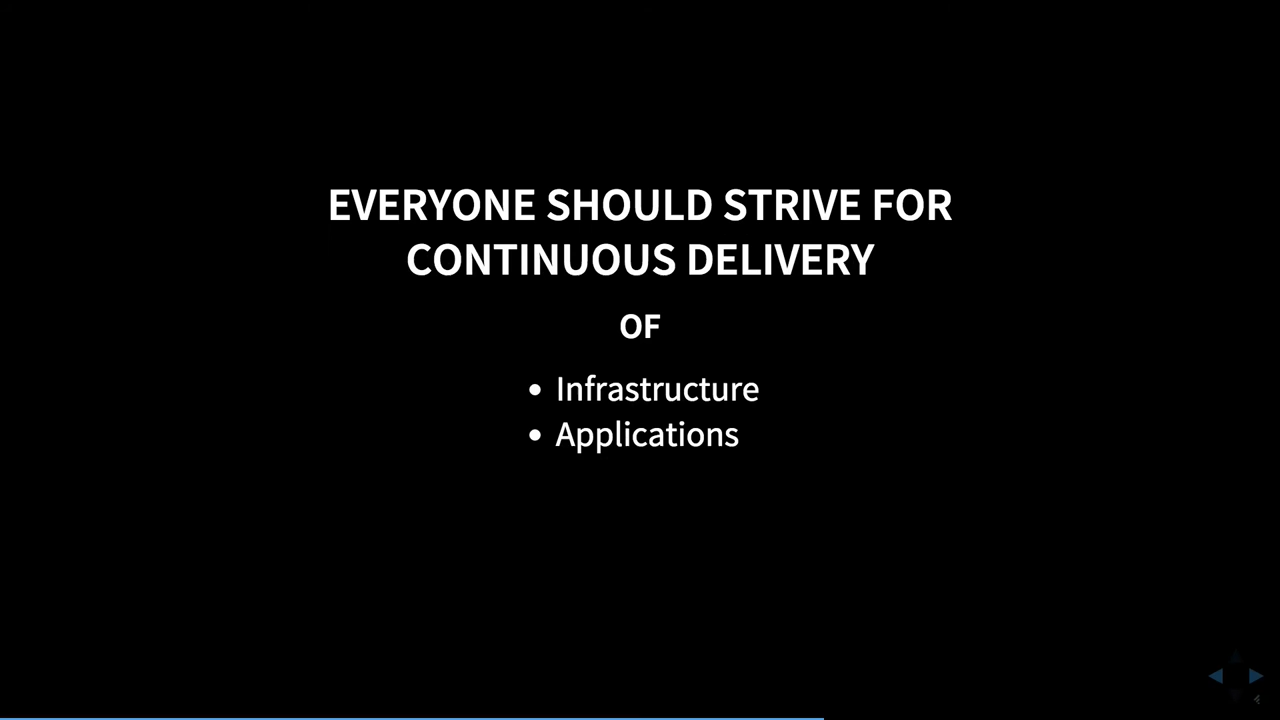 EVERYONE SHOULD STRIVE FOR
CONTINUOUS DELIVERY
OF
• Infrastructure
• Applications